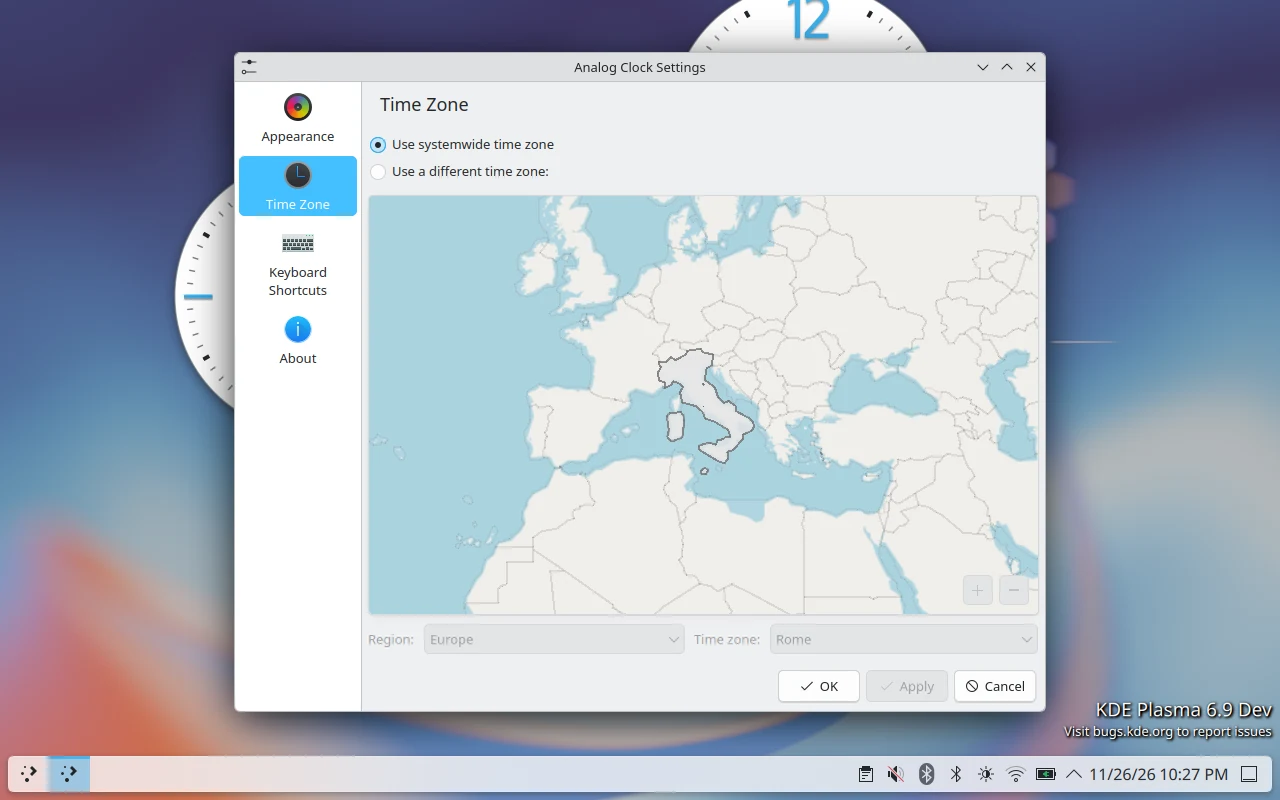 12
Analog Clock Settings
Appearance
Time Zone
Keyboard
Shortcuts
About
Time Zone
Use systemwide time zone
Use a different time zone:
Region: Europe Time zone: Rome
OK Apply Cancel
KDE Plasma 6.9 Dev
Visit bugs.kde.org to report issues
11/26/26 10:27 PM